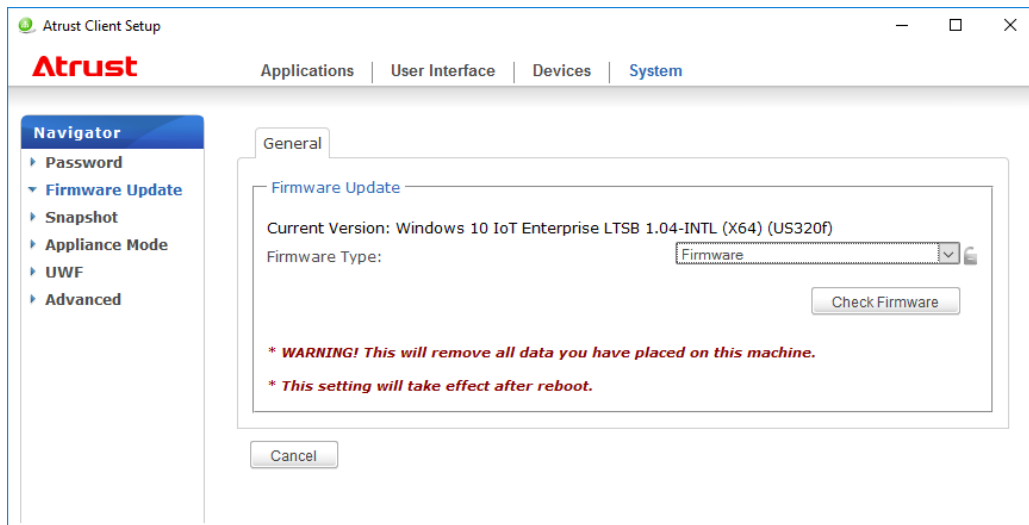 Atrust Client Setup
Atrust
Applications | User Interface | Devices | System
Navigator
Password
Firmware Update
Snapshot
Appliance Mode
UWF
Advanced
General
Firmware Update
Current Version: Windows 10 IoT Enterprise LTSB 1.04-INTL (X64) (US320f)
Firmware Type: Firmware
Check Firmware
* WARNING! This will remove all data you have placed on this machine.
* This setting will take effect after reboot.
Cancel